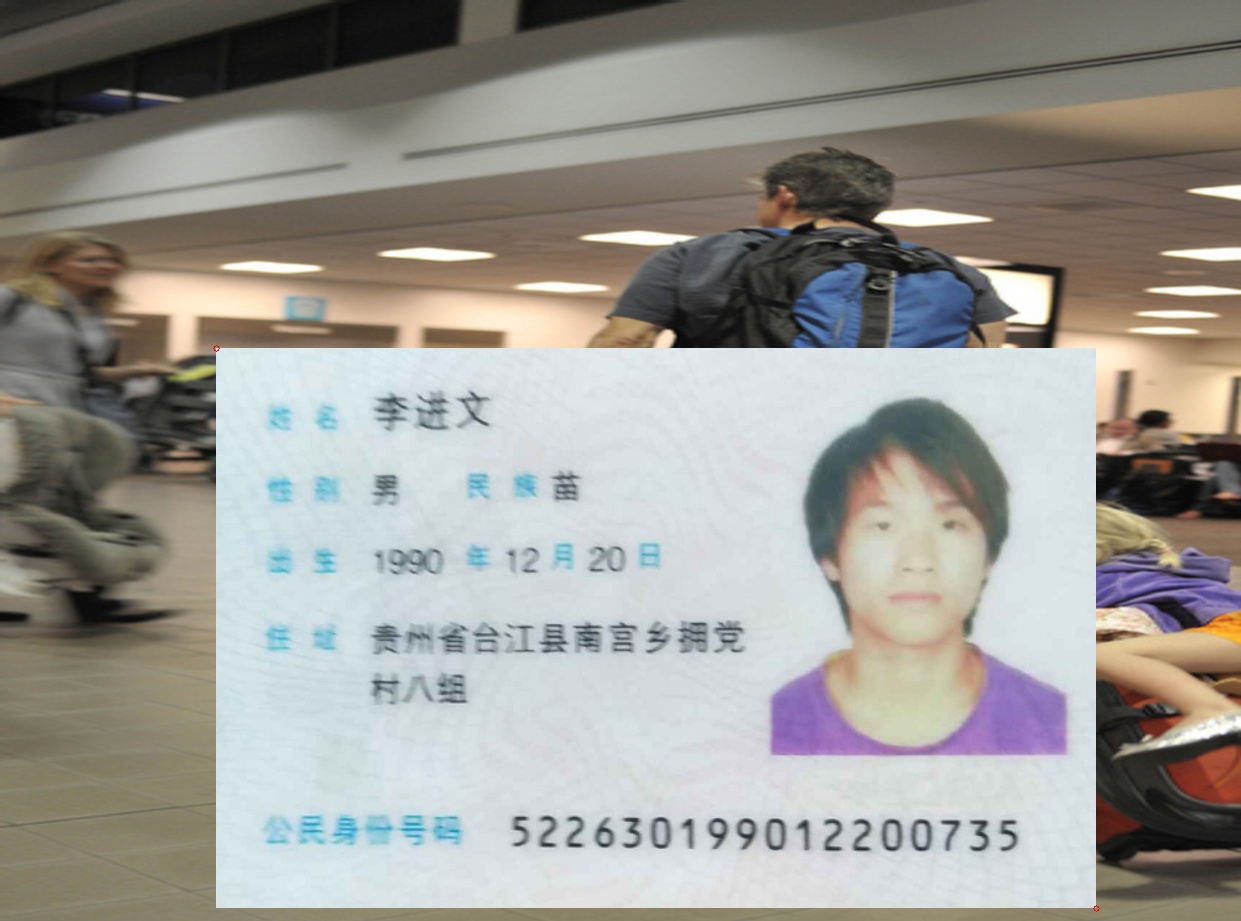 姓名 李进文
性别 男 民族 苗
出生 1990 年 12 月 20 日
住址 贵州省台江县南宫乡拥党
村八组
公民身份号码 522630199012200735